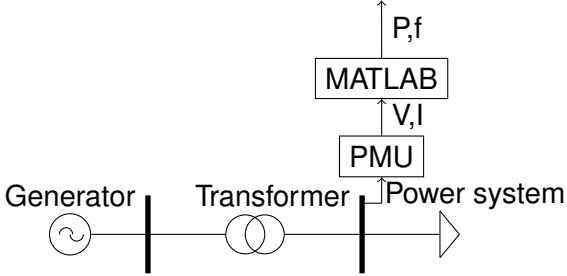 P,f
MATLAB
V,I
PMU
Generator
Transformer
Power system